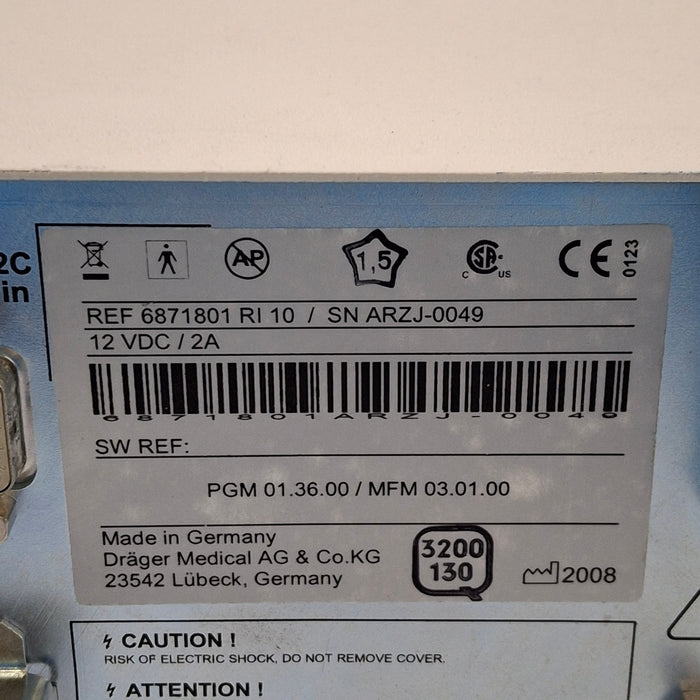 2C
in
AP
1,5
C SA US
CE 0123
REF 6871801 RI 10 / SN ARZJ-0049
12 VDC / 2A
6871801ARZJ-0049
SW REF:
PGM 01.36.00 / MFM 03.01.00
Made in Germany
Dräger Medical AG & Co.KG
23542 Lübeck, Germany
3200
130
2008
CAUTION !
RISK OF ELECTRIC SHOCK, DO NOT REMOVE COVER.
ATTENTION !